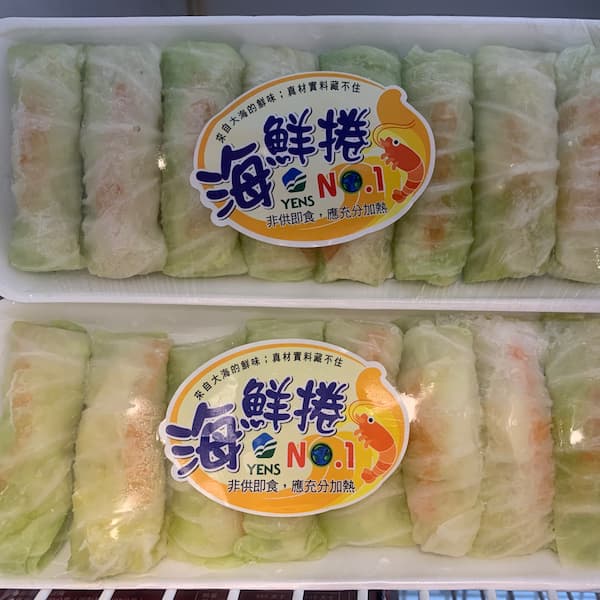 來自大海的鮮味；真材實料藏不住
海鮮捲
YENS
NO.1
非供即食，應充分加熱
來自大海的鮮味；真材實料藏不住
海鮮捲
YENS
NO.1
非供即食，應充分加熱